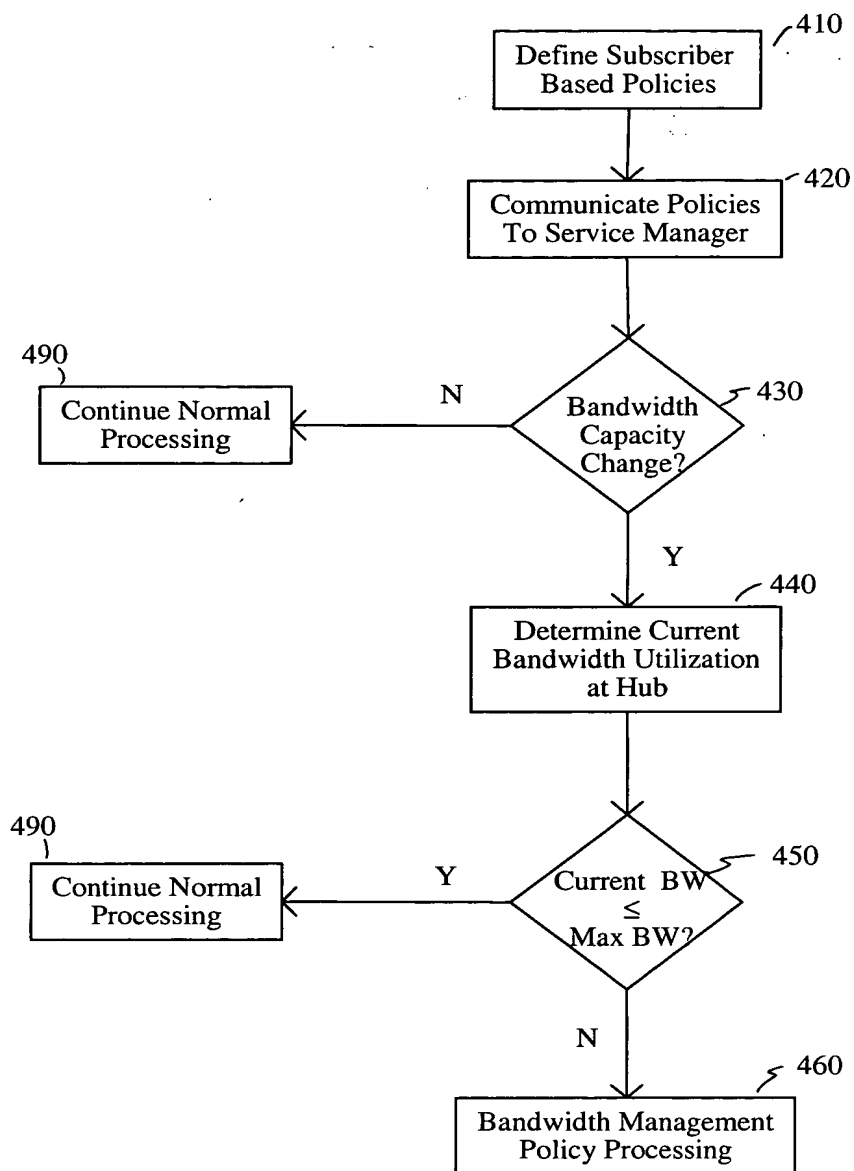 410
Define Subscriber
Based Policies
420
Communicate Policies
To Service Manager
490
Continue Normal
Processing
N
430
Bandwidth
Capacity
Change?
Y
440
Determine Current
Bandwidth Utilization
at Hub
490
Continue Normal
Processing
Y
450
Current BW
≤
Max BW?
N
460
Bandwidth Management
Policy Processing